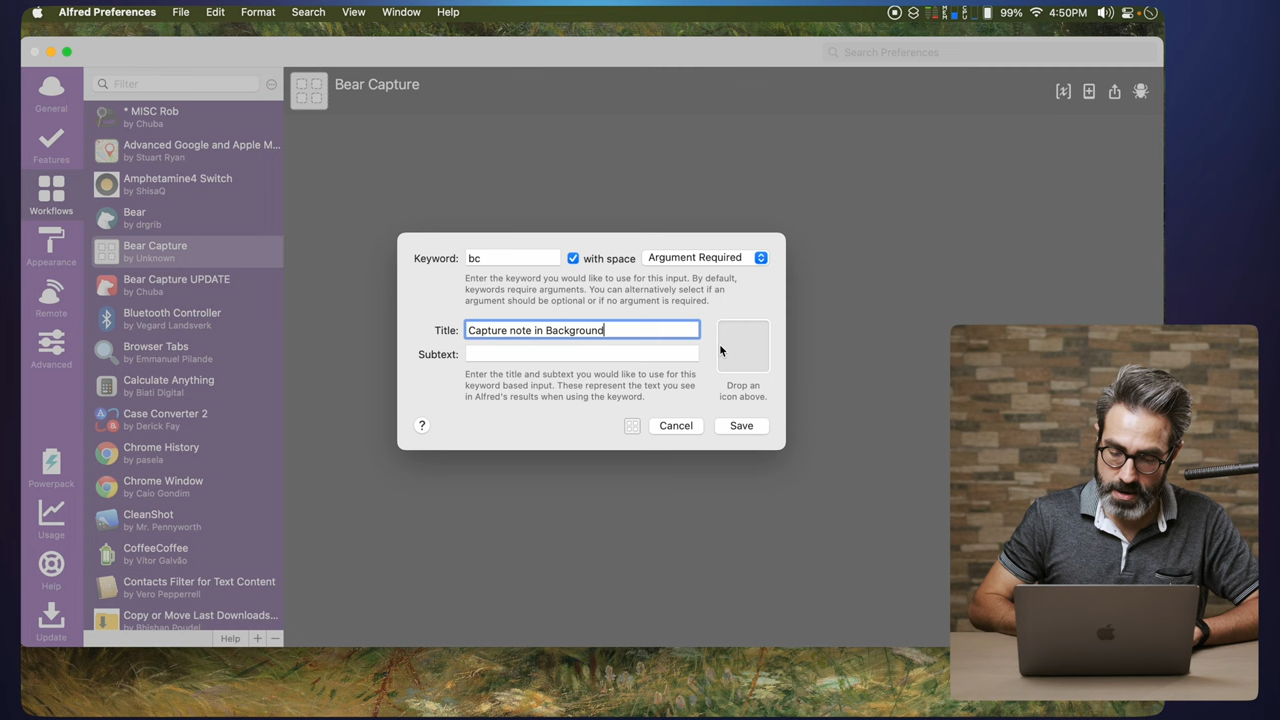 Alfred Preferences File Edit Format Search View Window Help
99% 4:50PM
Search Preferences
General
Features
Workflows
Appearance
Remote
Advanced
Powerpack
Usage
Help
Update
Filter
* MISC Rob
by Chuba
Advanced Google and Apple M...
by Stuart Ryan
Amphetamine4 Switch
by ShisaQ
Bear
by drgrib
Bear Capture
by Unknown
Bear Capture UPDATE
by Chuba
Bluetooth Controller
by Vegard Landsverk
Browser Tabs
by Emmanuel Pilande
Calculate Anything
by Biati Digital
Case Converter 2
by Derick Fay
Chrome History
by pasela
Chrome Window
by Caio Gondim
CleanShot
by Mr. Pennyworth
CoffeeCoffee
by Vítor Galvão
Contacts Filter for Text Content
by Vero Pepperrell
Copy or Move Last Downloads...
by Bhishan Poudel
Help + −
Bear Capture
Keyword: bc with space Argument Required
Enter the keyword you would like to use for this input. By default,
keywords require arguments. You can alternatively select if an
argument should be optional or if no argument is required.
Title: Capture note in Background
Subtext:
Enter the title and subtext you would like to use for this
keyword based input. These represent the text you see
in Alfred's results when using the keyword.
Drop an
icon above.
? Cancel Save